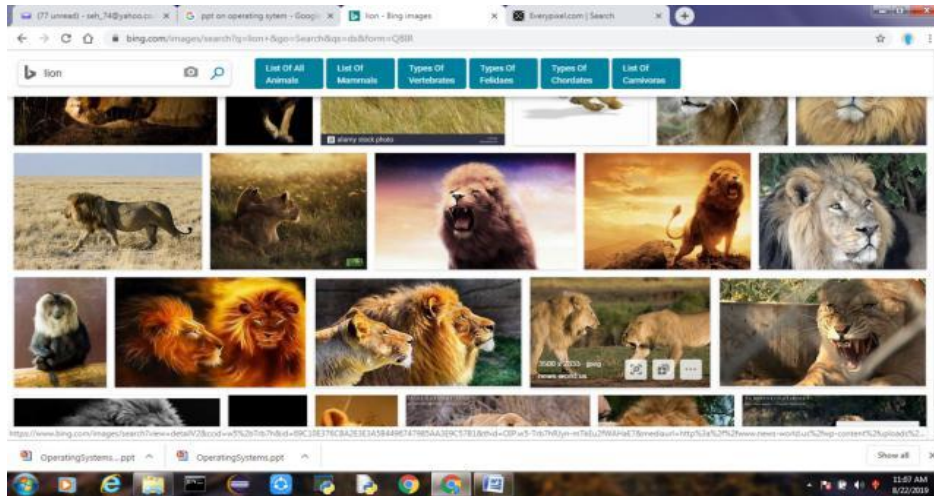 (77 unread) - seh_74@yahoo.co
ppt on operating sytem - Googl
lion - Bing images
Everypixel.com | Search
bing.com/images/search?q=lion+&go=Search&qs=ds&form=QBIR
lion
List Of All Animals
List Of Mammals
Types Of Vertebrates
Types Of Felidaes
Types Of Chordates
List Of Carnivoras
alamy stock photo
news-world.us
OperatingSystems....ppt
OperatingSystems.ppt
Show all
11:07 AM
8/22/2019